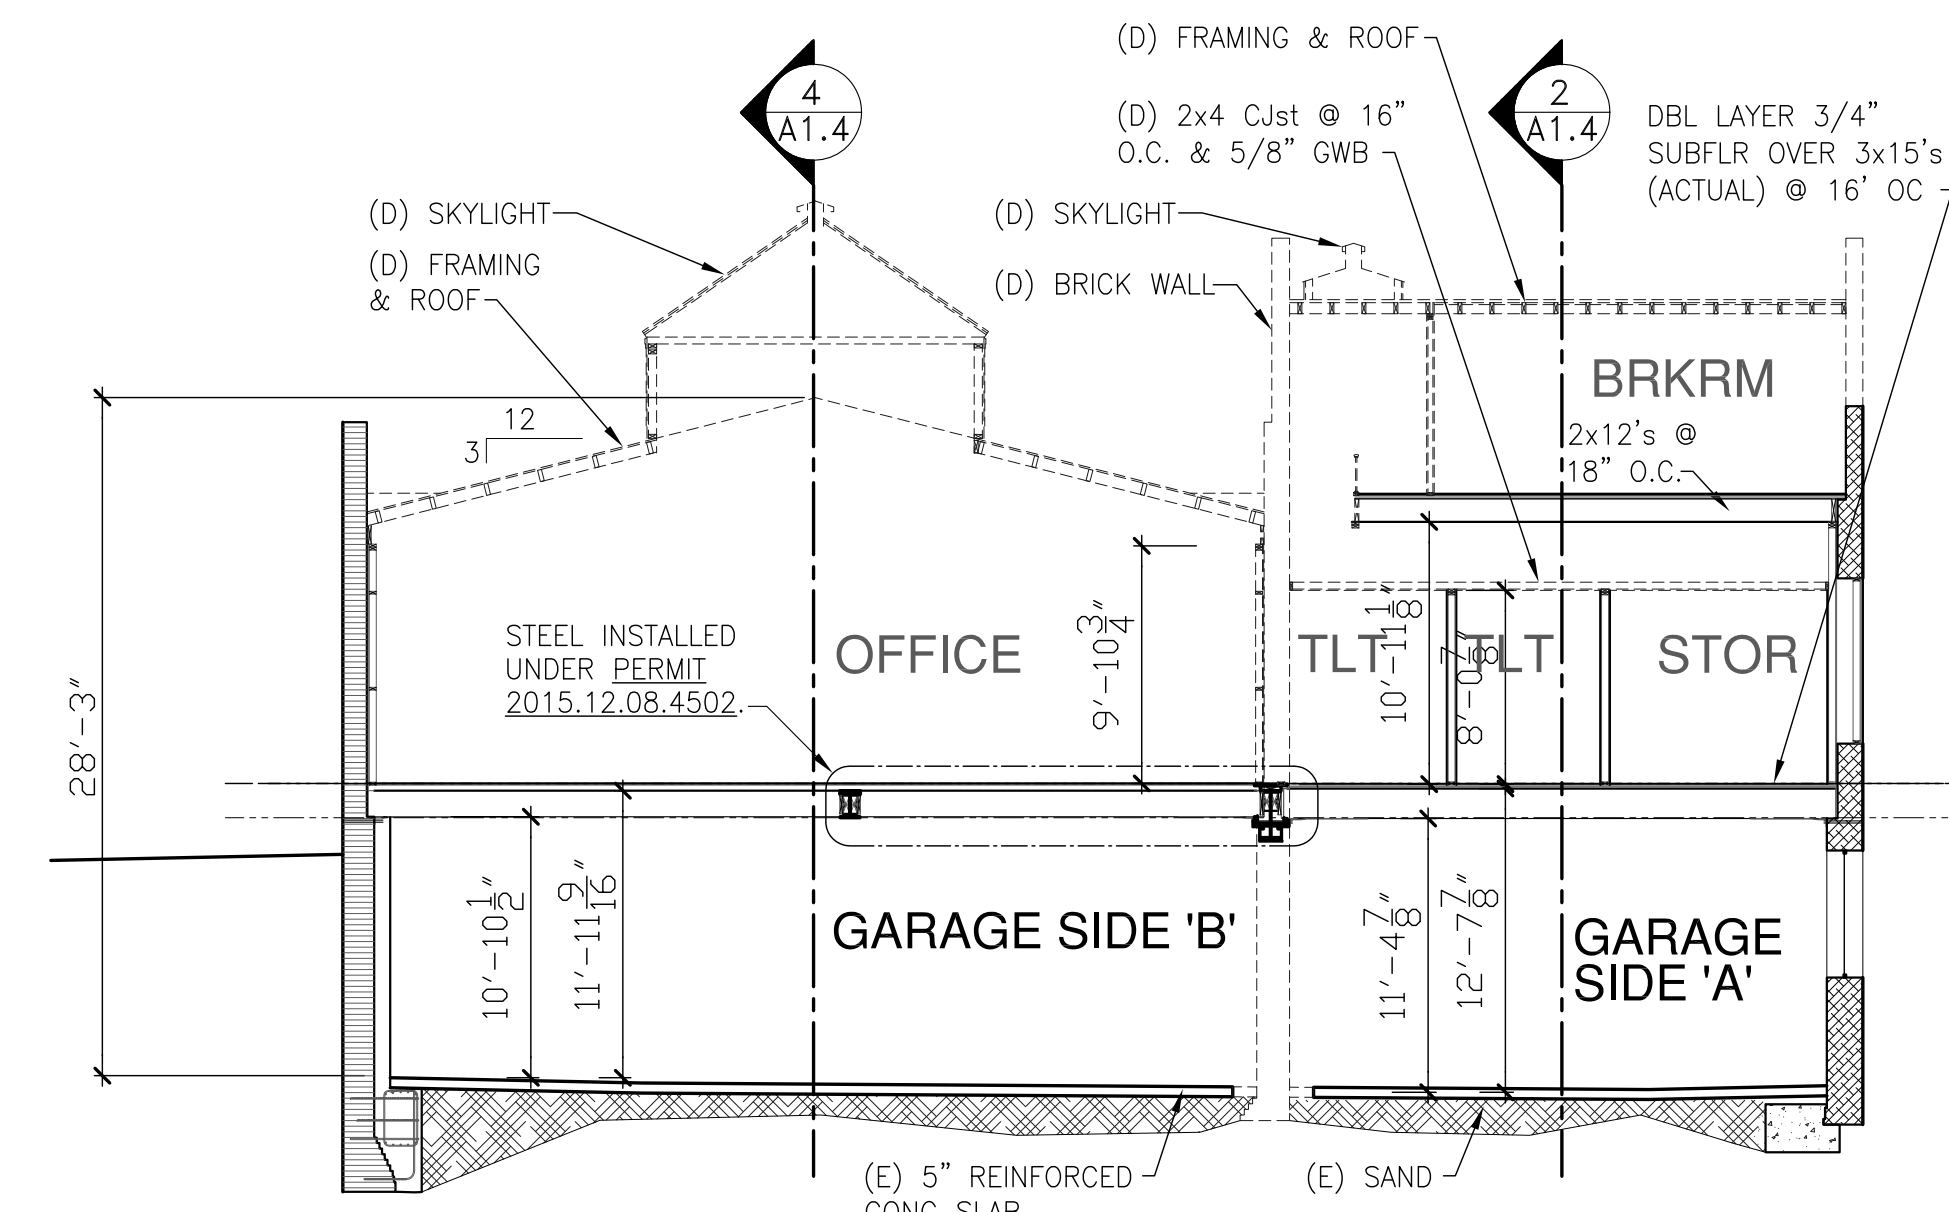 (D) FRAMING & ROOF
4
A1.4
2
A1.4
(D) 2x4 CJst @ 16"
O.C. & 5/8" GWB
DBL LAYER 3/4"
SUBFLR OVER 3x15's
(ACTUAL) @ 16' OC
(D) SKYLIGHT
(D) FRAMING
& ROOF
(D) SKYLIGHT
(D) BRICK WALL
BRKRM
12
3
2x12's @
18" O.C.
28'-3"
STEEL INSTALLED
UNDER PERMIT
2015.12.08.4502.
OFFICE
9'-10 3/4"
TLT
10'-11 1/8"
8'-0 7/8"
TLT
STOR
10'-10 1/2"
11'-11 9/16"
GARAGE SIDE 'B'
11'-4 7/8"
12'-7 7/8"
GARAGE
SIDE 'A'
(E) 5" REINFORCED
CONC SLAB
(E) SAND